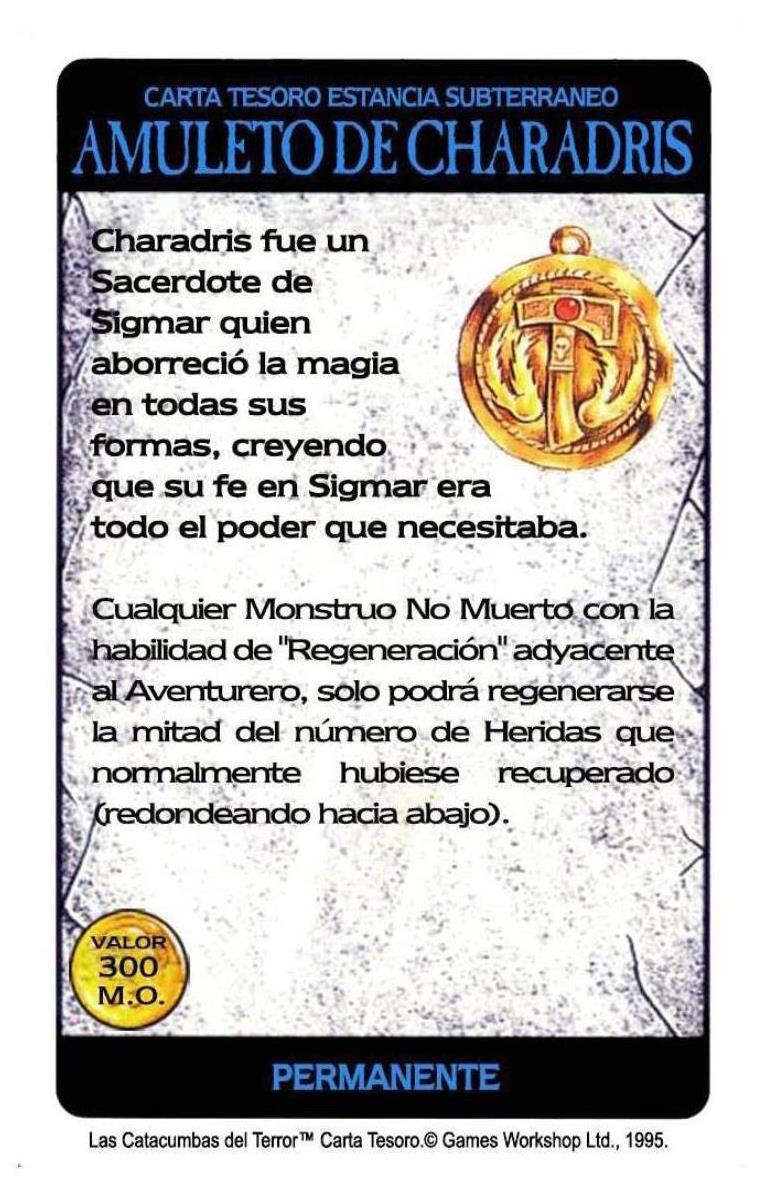 CARTA TESORO ESTANCIA SUBTERRANEO
AMULETO DE CHARADRIS
Charadris fue un
Sacerdote de
Sigmar quien
aborreció la magia
en todas sus
formas, creyendo
que su fe en Sigmar era
todo el poder que necesitaba.
Cualquier Monstruo No Muerto con la
habilidad de "Regeneración" adyacente
al Aventurero, solo podrá regenerarse
la mitad del número de Heridas que
normalmente hubiese recuperado
(redondeando hacia abajo).
VALOR
300
M.O.
PERMANENTE
Las Catacumbas del Terror™ Carta Tesoro.© Games Workshop Ltd., 1995.